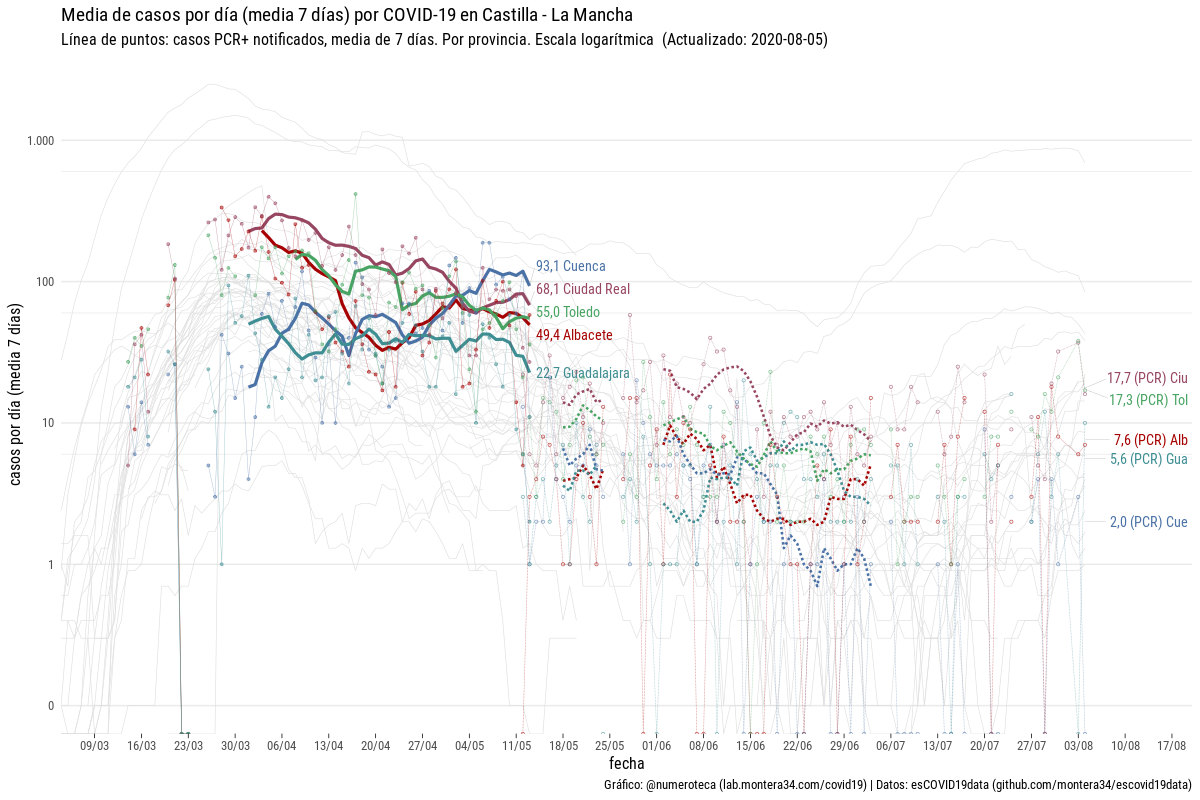 Media de casos por día (media 7 días) por COVID-19 en Castilla - La Mancha
Línea de puntos: casos PCR+ notificados, media de 7 días. Por provincia. Escala logarítmica  (Actualizado: 2020-08-05)
casos por día (media 7 días)
1.000
100
10
1
0
93,1 Cuenca
68,1 Ciudad Real
55,0 Toledo
49,4 Albacete
22,7 Guadalajara
17,7 (PCR) Ciu
17,3 (PCR) Tol
7,6 (PCR) Alb
5,6 (PCR) Gua
2,0 (PCR) Cue
09/03 16/03 23/03 30/03 06/04 13/04 20/04 27/04 04/05 11/05 18/05 25/05 01/06 08/06 15/06 22/06 29/06 06/07 13/07 20/07 27/07 03/08 10/08 17/08
fecha
Gráfico: @numeroteca (lab.montera34.com/covid19) | Datos: esCOVID19data (github.com/montera34/escovid19data)